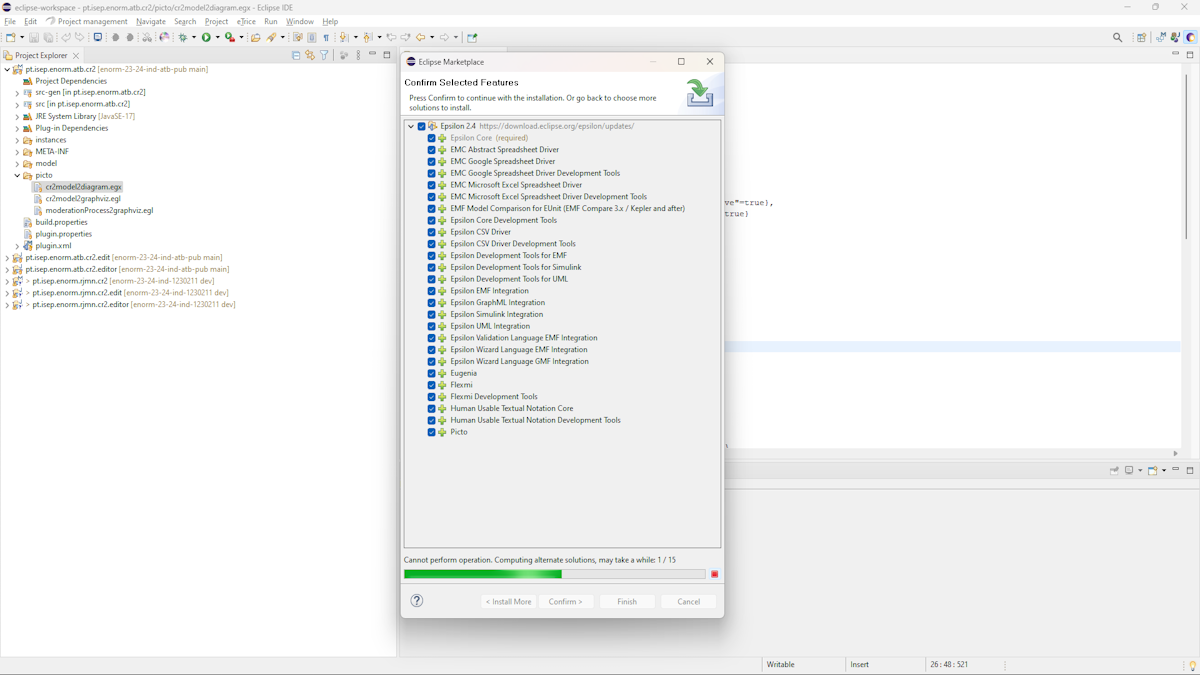 eclipse-workspace - pt.isep.enorm.atb.cr2/picto/cr2model2diagram.egx - Eclipse IDE
File Edit Project management Navigate Search Project eTrice Run Window Help
Project Explorer
pt.isep.enorm.atb.cr2 [enorm-23-24-ind-atb-pub main]
Project Dependencies
src-gen [in pt.isep.enorm.atb.cr2]
src [in pt.isep.enorm.atb.cr2]
JRE System Library [JavaSE-17]
Plug-in Dependencies
instances
META-INF
model
picto
cr2model2diagram.egx
cr2model2graphviz.egl
moderationProcess2graphviz.egl
build.properties
plugin.properties
plugin.xml
pt.isep.enorm.atb.cr2.edit [enorm-23-24-ind-atb-pub main]
pt.isep.enorm.atb.cr2.editor [enorm-23-24-ind-atb-pub main]
> pt.isep.enorm.rjmn.cr2 [enorm-23-24-ind-1230211 dev]
> pt.isep.enorm.rjmn.cr2.edit [enorm-23-24-ind-1230211 dev]
> pt.isep.enorm.rjmn.cr2.editor [enorm-23-24-ind-1230211 dev]
Eclipse Marketplace
Confirm Selected Features
Press Confirm to continue with the installation. Or go back to choose more
solutions to install.
Epsilon 2.4 https://download.eclipse.org/epsilon/updates/
Epsilon Core (required)
EMC Abstract Spreadsheet Driver
EMC Google Spreadsheet Driver
EMC Google Spreadsheet Driver Development Tools
EMC Microsoft Excel Spreadsheet Driver
EMC Microsoft Excel Spreadsheet Driver Development Tools
EMF Model Comparison for EUnit (EMF Compare 3.x / Kepler and after)
Epsilon Core Development Tools
Epsilon CSV Driver
Epsilon CSV Driver Development Tools
Epsilon Development Tools for EMF
Epsilon Development Tools for Simulink
Epsilon Development Tools for UML
Epsilon EMF Integration
Epsilon GraphML Integration
Epsilon Simulink Integration
Epsilon UML Integration
Epsilon Validation Language EMF Integration
Epsilon Wizard Language EMF Integration
Epsilon Wizard Language GMF Integration
Eugenia
Flexmi
Flexmi Development Tools
Human Usable Textual Notation Core
Human Usable Textual Notation Development Tools
Picto
Cannot perform operation. Computing alternate solutions, may take a while: 1 / 15
? < Install More Confirm > Finish Cancel
ve"=true),
true)
Writable Insert 26 : 48 : 521